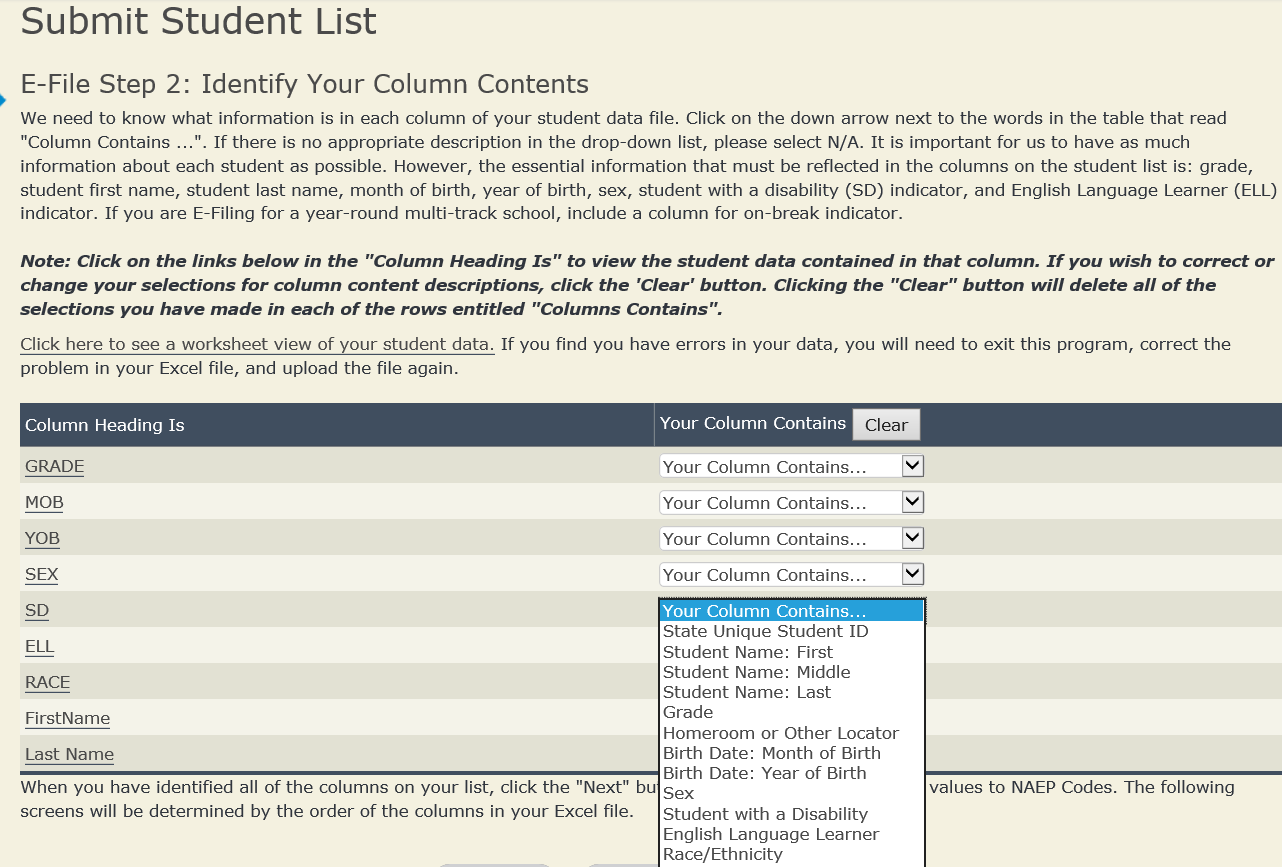 Submit Student List
E-File Step 2: Identify Your Column Contents
We need to know what information is in each column of your student data file. Click on the down arrow next to the words in the table that read
"Column Contains ...". If there is no appropriate description in the drop-down list, please select N/A. It is important for us to have as much
information about each student as possible. However, the essential information that must be reflected in the columns on the student list is: grade,
student first name, student last name, month of birth, year of birth, sex, student with a disability (SD) indicator, and English Language Learner (ELL)
indicator. If you are E-Filing for a year-round multi-track school, include a column for on-break indicator.
Note: Click on the links below in the "Column Heading Is" to view the student data contained in that column. If you wish to correct or
change your selections for column content descriptions, click the 'Clear' button. Clicking the "Clear" button will delete all of the
selections you have made in each of the rows entitled "Columns Contains".
Click here to see a worksheet view of your student data. If you find you have errors in your data, you will need to exit this program, correct the
problem in your Excel file, and upload the file again.
Column Heading Is Your Column Contains Clear
GRADE Your Column Contains...
MOB Your Column Contains...
YOB Your Column Contains...
SEX Your Column Contains...
SD
ELL
RACE
FirstName
Last Name
Your Column Contains...
State Unique Student ID
Student Name: First
Student Name: Middle
Student Name: Last
Grade
Homeroom or Other Locator
Birth Date: Month of Birth
Birth Date: Year of Birth
Sex
Student with a Disability
English Language Learner
Race/Ethnicity
When you have identified all of the columns on your list, click the "Next" values to NAEP Codes. The following
screens will be determined by the order of the columns in your Excel file.